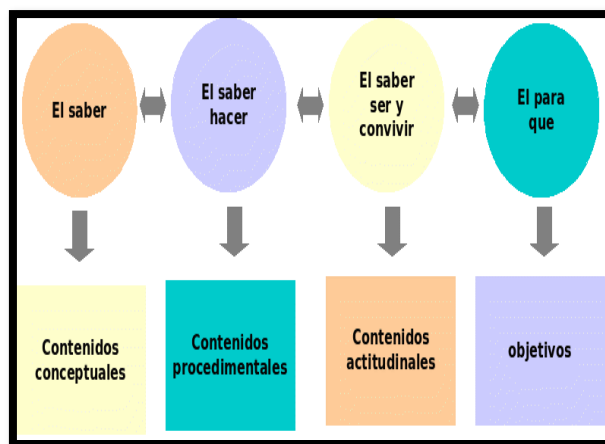 El saber
El saber
hacer
El saber
ser y
convivir
El para
que
Contenidos
conceptuales
Contenidos
procedimentales
Contenidos
actitudinales
objetivos